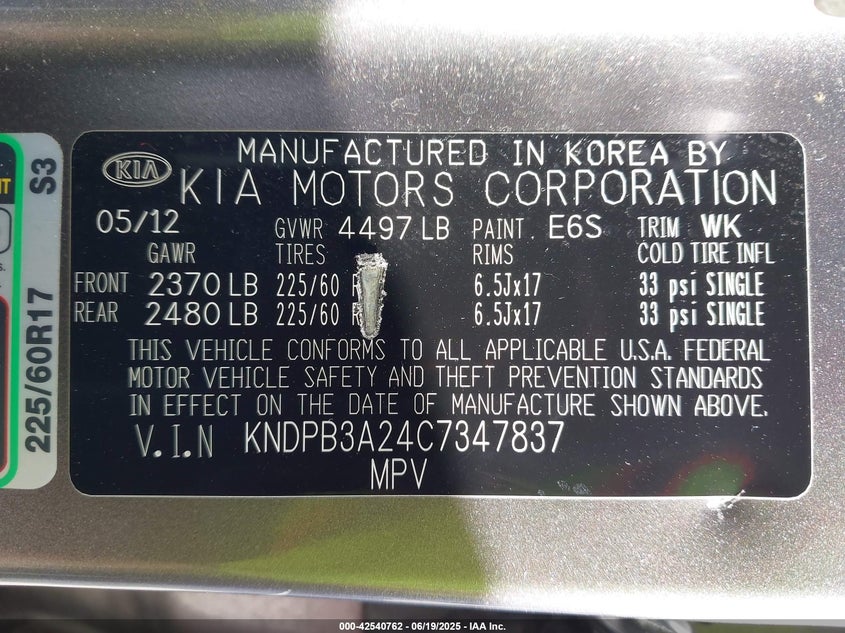 S3
225/60R17
KIA
MANUFACTURED IN KOREA BY
KIA MOTORS CORPORATION
05/12 GVWR 4497 LB PAINT. E6S TRIM WK
GAWR TIRES RIMS COLD TIRE INFL
FRONT 2370 LB 225/60 6.5Jx17 33 psi SINGLE
REAR 2480 LB 225/60 6.5Jx17 33 psi SINGLE
THIS VEHICLE CONFORMS TO ALL APPLICABLE U.S.A. FEDERAL
MOTOR VEHICLE SAFETY AND THEFT PREVENTION STANDARDS
IN EFFECT ON THE DATE OF MANUFACTURE SHOWN ABOVE.
V.I.N KNDPB3A24C7347837
MPV
000-42540762 - 06/19/2025 - IAA Inc.